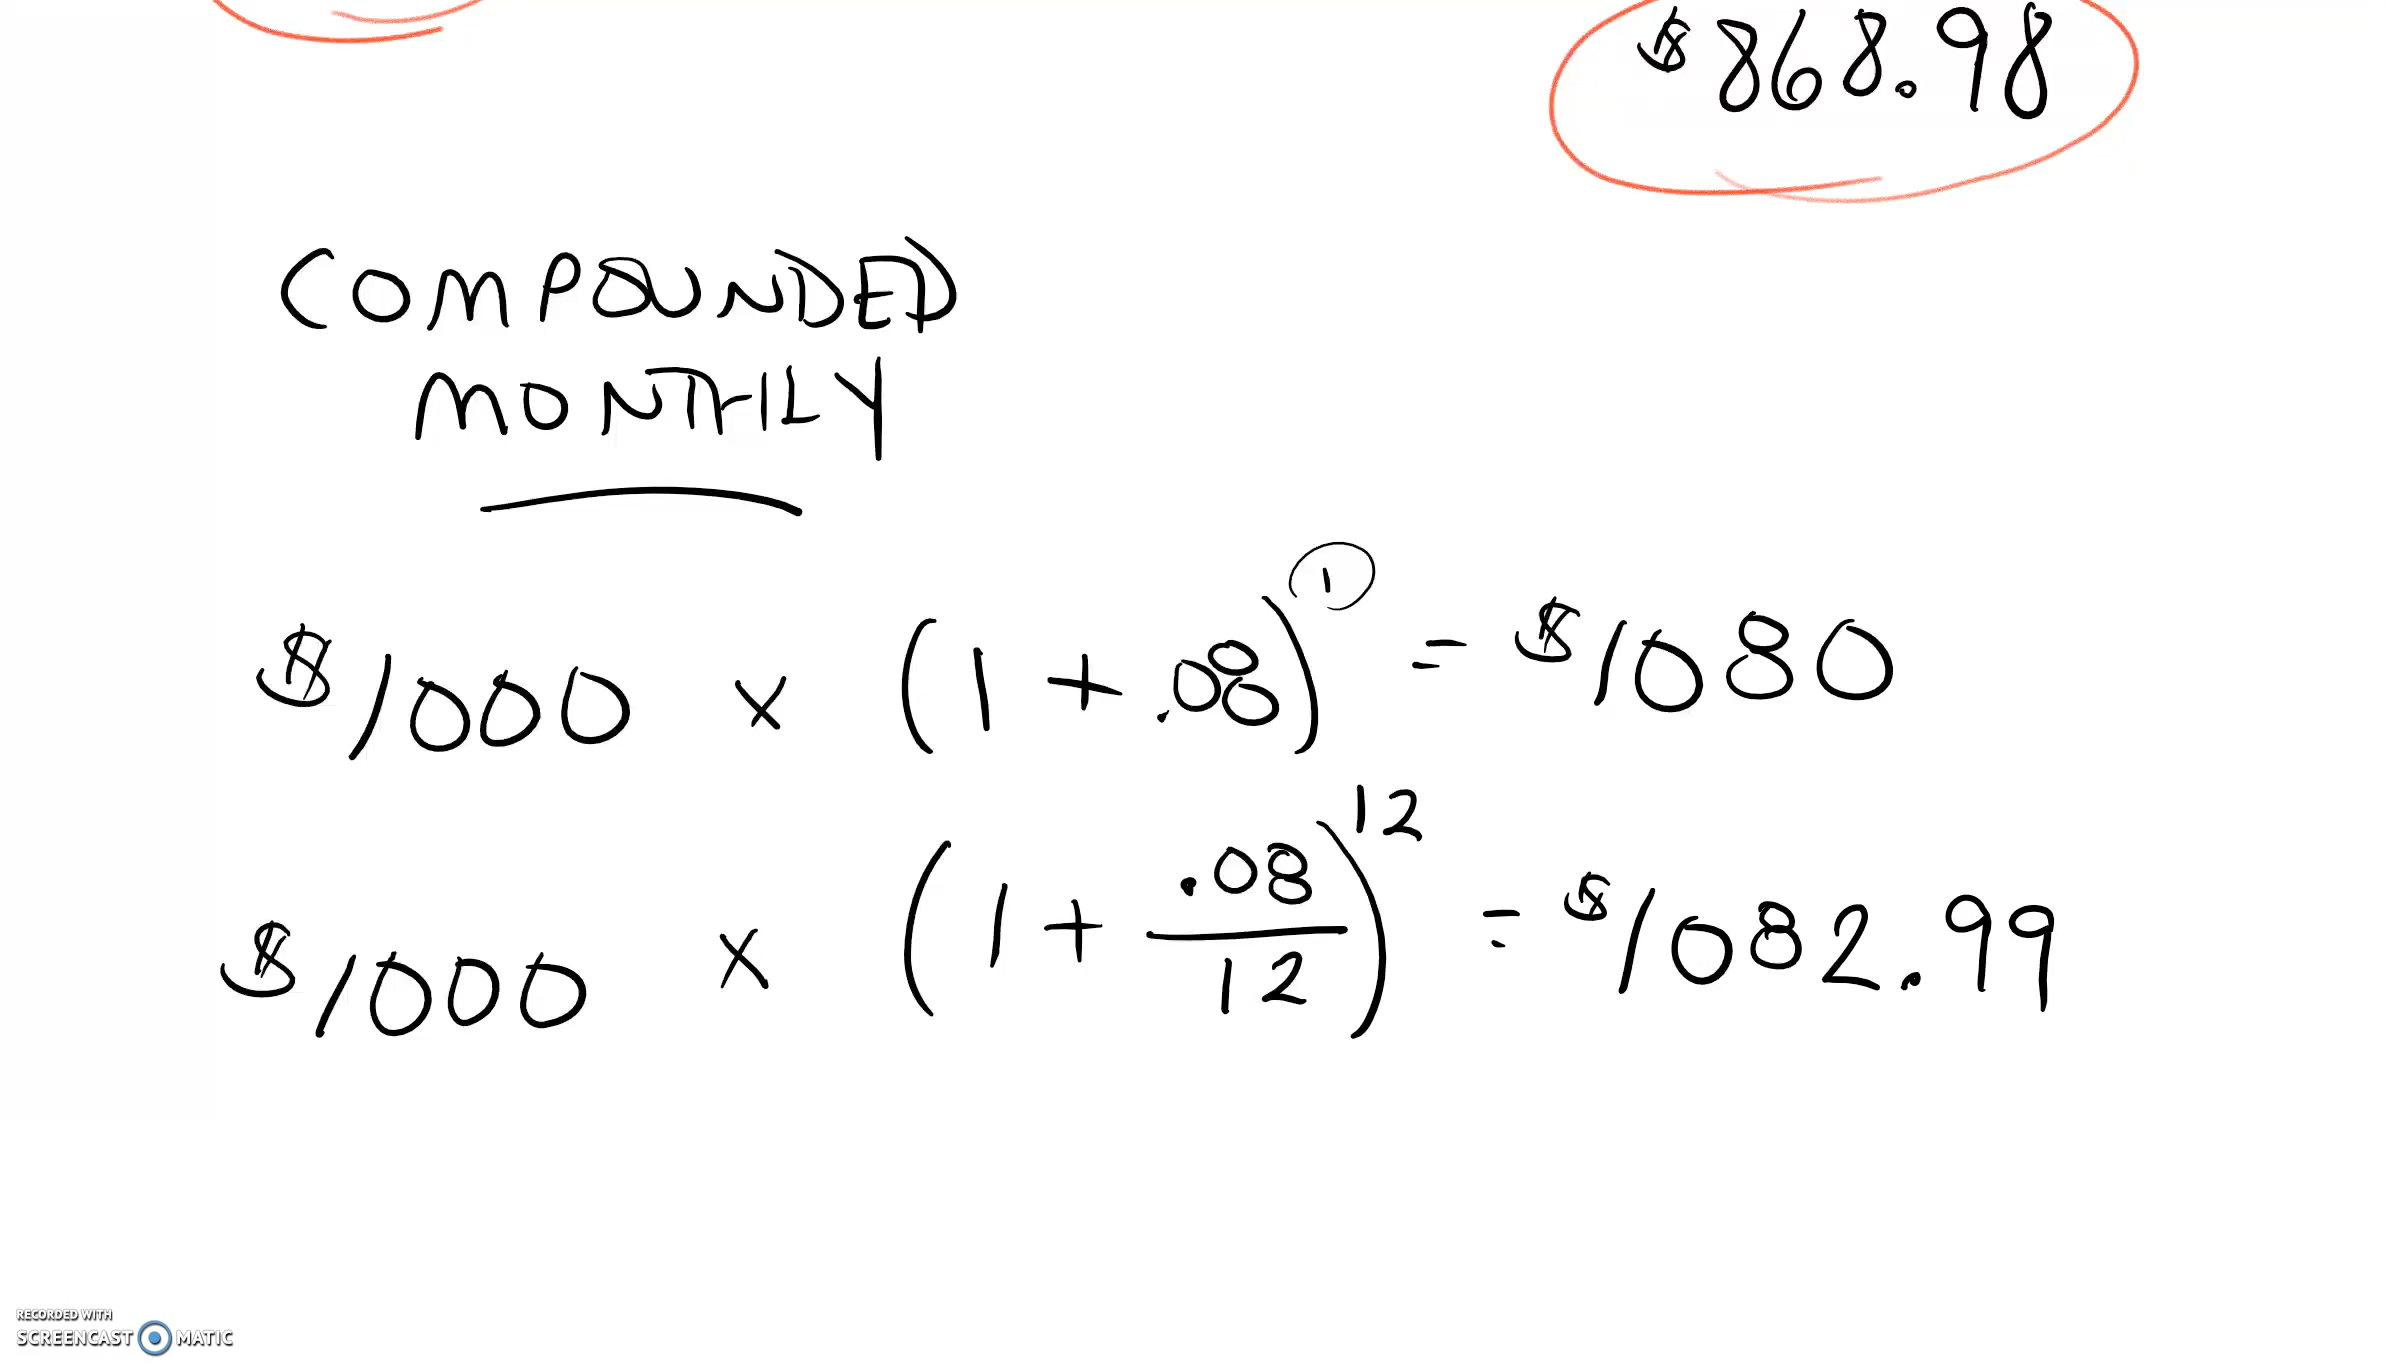 $868.98
COMPOUNDED
MONTHLY
$1000 x (1 + .08)^1 = $1080
$1000 x (1 + .08/12)^12 = $1082.99
RECORDED WITH
SCREENCAST MATIC